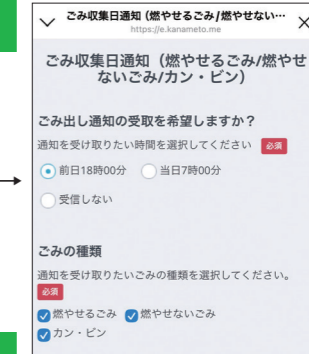 ごみ収集日通知（燃やせるごみ/燃やせない…
https://e.kanameto.me
ごみ収集日通知（燃やせるごみ/燃やせ
ないごみ/カン・ビン）
ごみ出し通知の受取を希望しますか？
通知を受け取りたい時間を選択してください 必須
前日18時00分 当日7時00分
受信しない
ごみの種類
通知を受け取りたいごみの種類を選択してください。
必須
燃やせるごみ 燃やせないごみ
カン・ビン